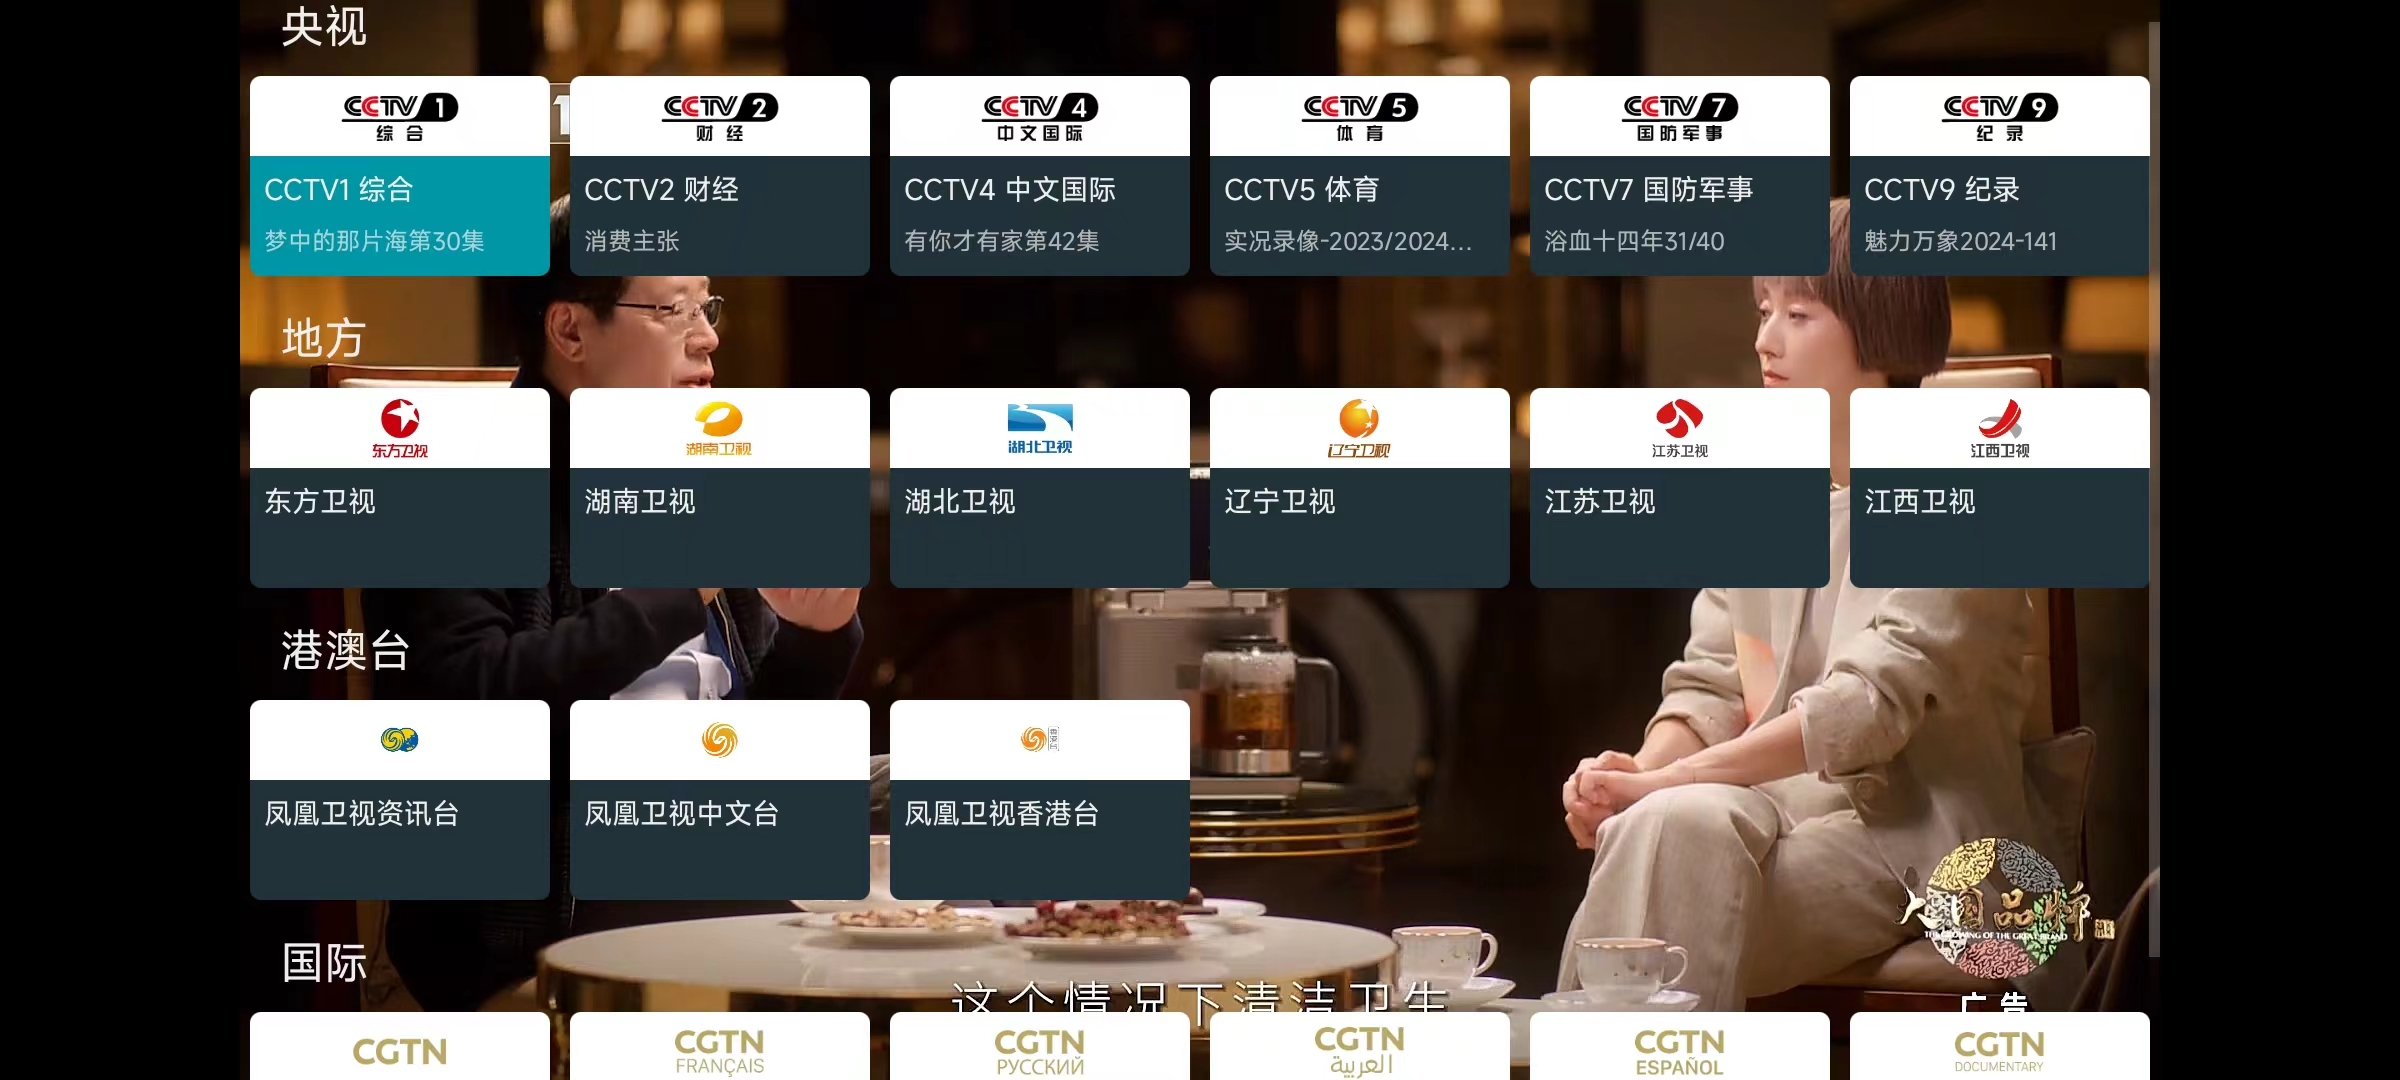 央视
CCTV 1
综合
CCTV1 综合
梦中的那片海第30集
CCTV 2
财经
CCTV2 财经
消费主张
CCTV 4
中文国际
CCTV4 中文国际
有你才有家第42集
CCTV 5
体育
CCTV5 体育
实况录像-2023/2024...
CCTV 7
国防军事
CCTV7 国防军事
浴血十四年31/40
CCTV 9
纪录
CCTV9 纪录
魅力万象2024-141
地方
东方卫视
东方卫视
湖南卫视
湖南卫视
湖北卫视
湖北卫视
辽宁卫视
辽宁卫视
江苏卫视
江苏卫视
江西卫视
江西卫视
港澳台
凤凰卫视资讯台
凤凰卫视中文台
凤凰卫视香港台
大国品牌
THE GROWING OF THE GREAT BRAND
国际
这个情况下清洁卫生
广告
CGTN
CGTN
FRANÇAIS
CGTN
РУССКИЙ
CGTN
العربية
CGTN
ESPAÑOL
CGTN
DOCUMENTARY